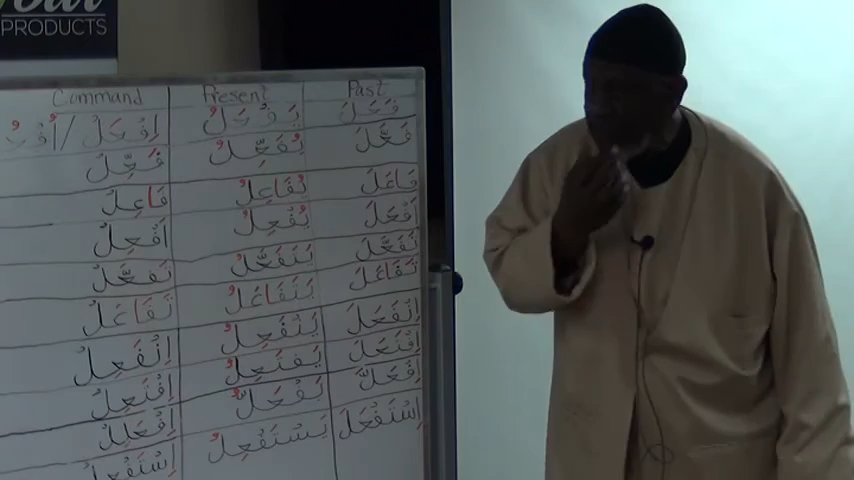 PRODUCTS
Past Present Command
فَعَلَ يَفْعَلُ اِفْعَلْ /
فَعَّلَ يُفَعِّلُ فَعِّلْ
فَاعَلَ يُفَاعِلُ فَاعِلْ
اَفْعَلَ يُفْعِلُ اَفْعِلْ
تَفَعَّلَ يَتَفَعَّلُ تَفَعَّلْ
تَفَاعَلَ يَتَفَاعَلُ تَفَاعَلْ
اِنْفَعَلَ يَنْفَعِلُ اِنْفَعِلْ
اِفْتَعَلَ يَفْتَعِلُ اِفْتَعِلْ
اِفْعَلَّ يَفْعَلُّ اِفْعَلِلْ
اِسْتَفْعَلَ يَسْتَفْعِلُ اِسْتَفْعِلْ